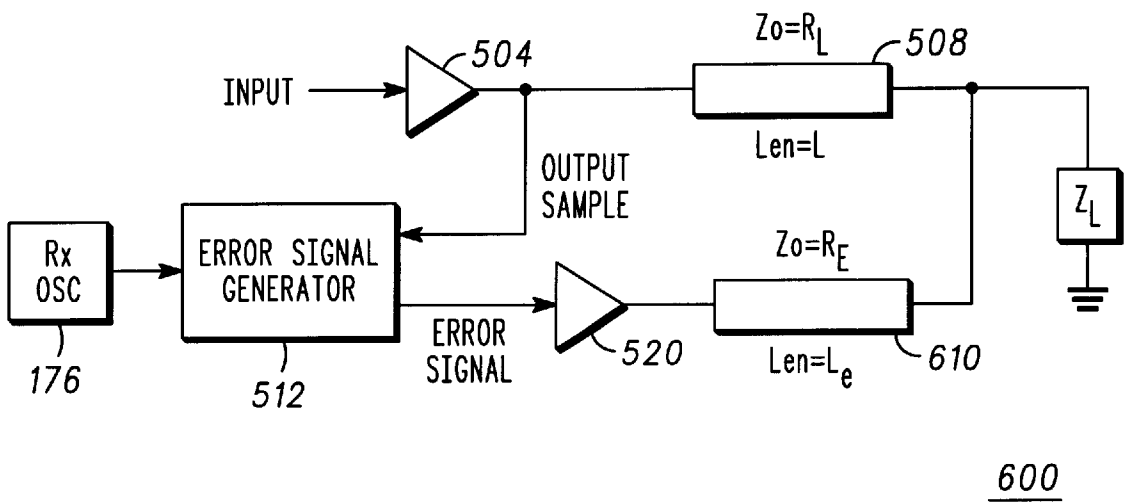 Zo=RL
504
508
INPUT
Len=L
OUTPUT
SAMPLE
ZL
Rx
OSC
ERROR SIGNAL
GENERATOR
Zo=RE
ERROR
SIGNAL
520
610
Len=Le
176
512
600